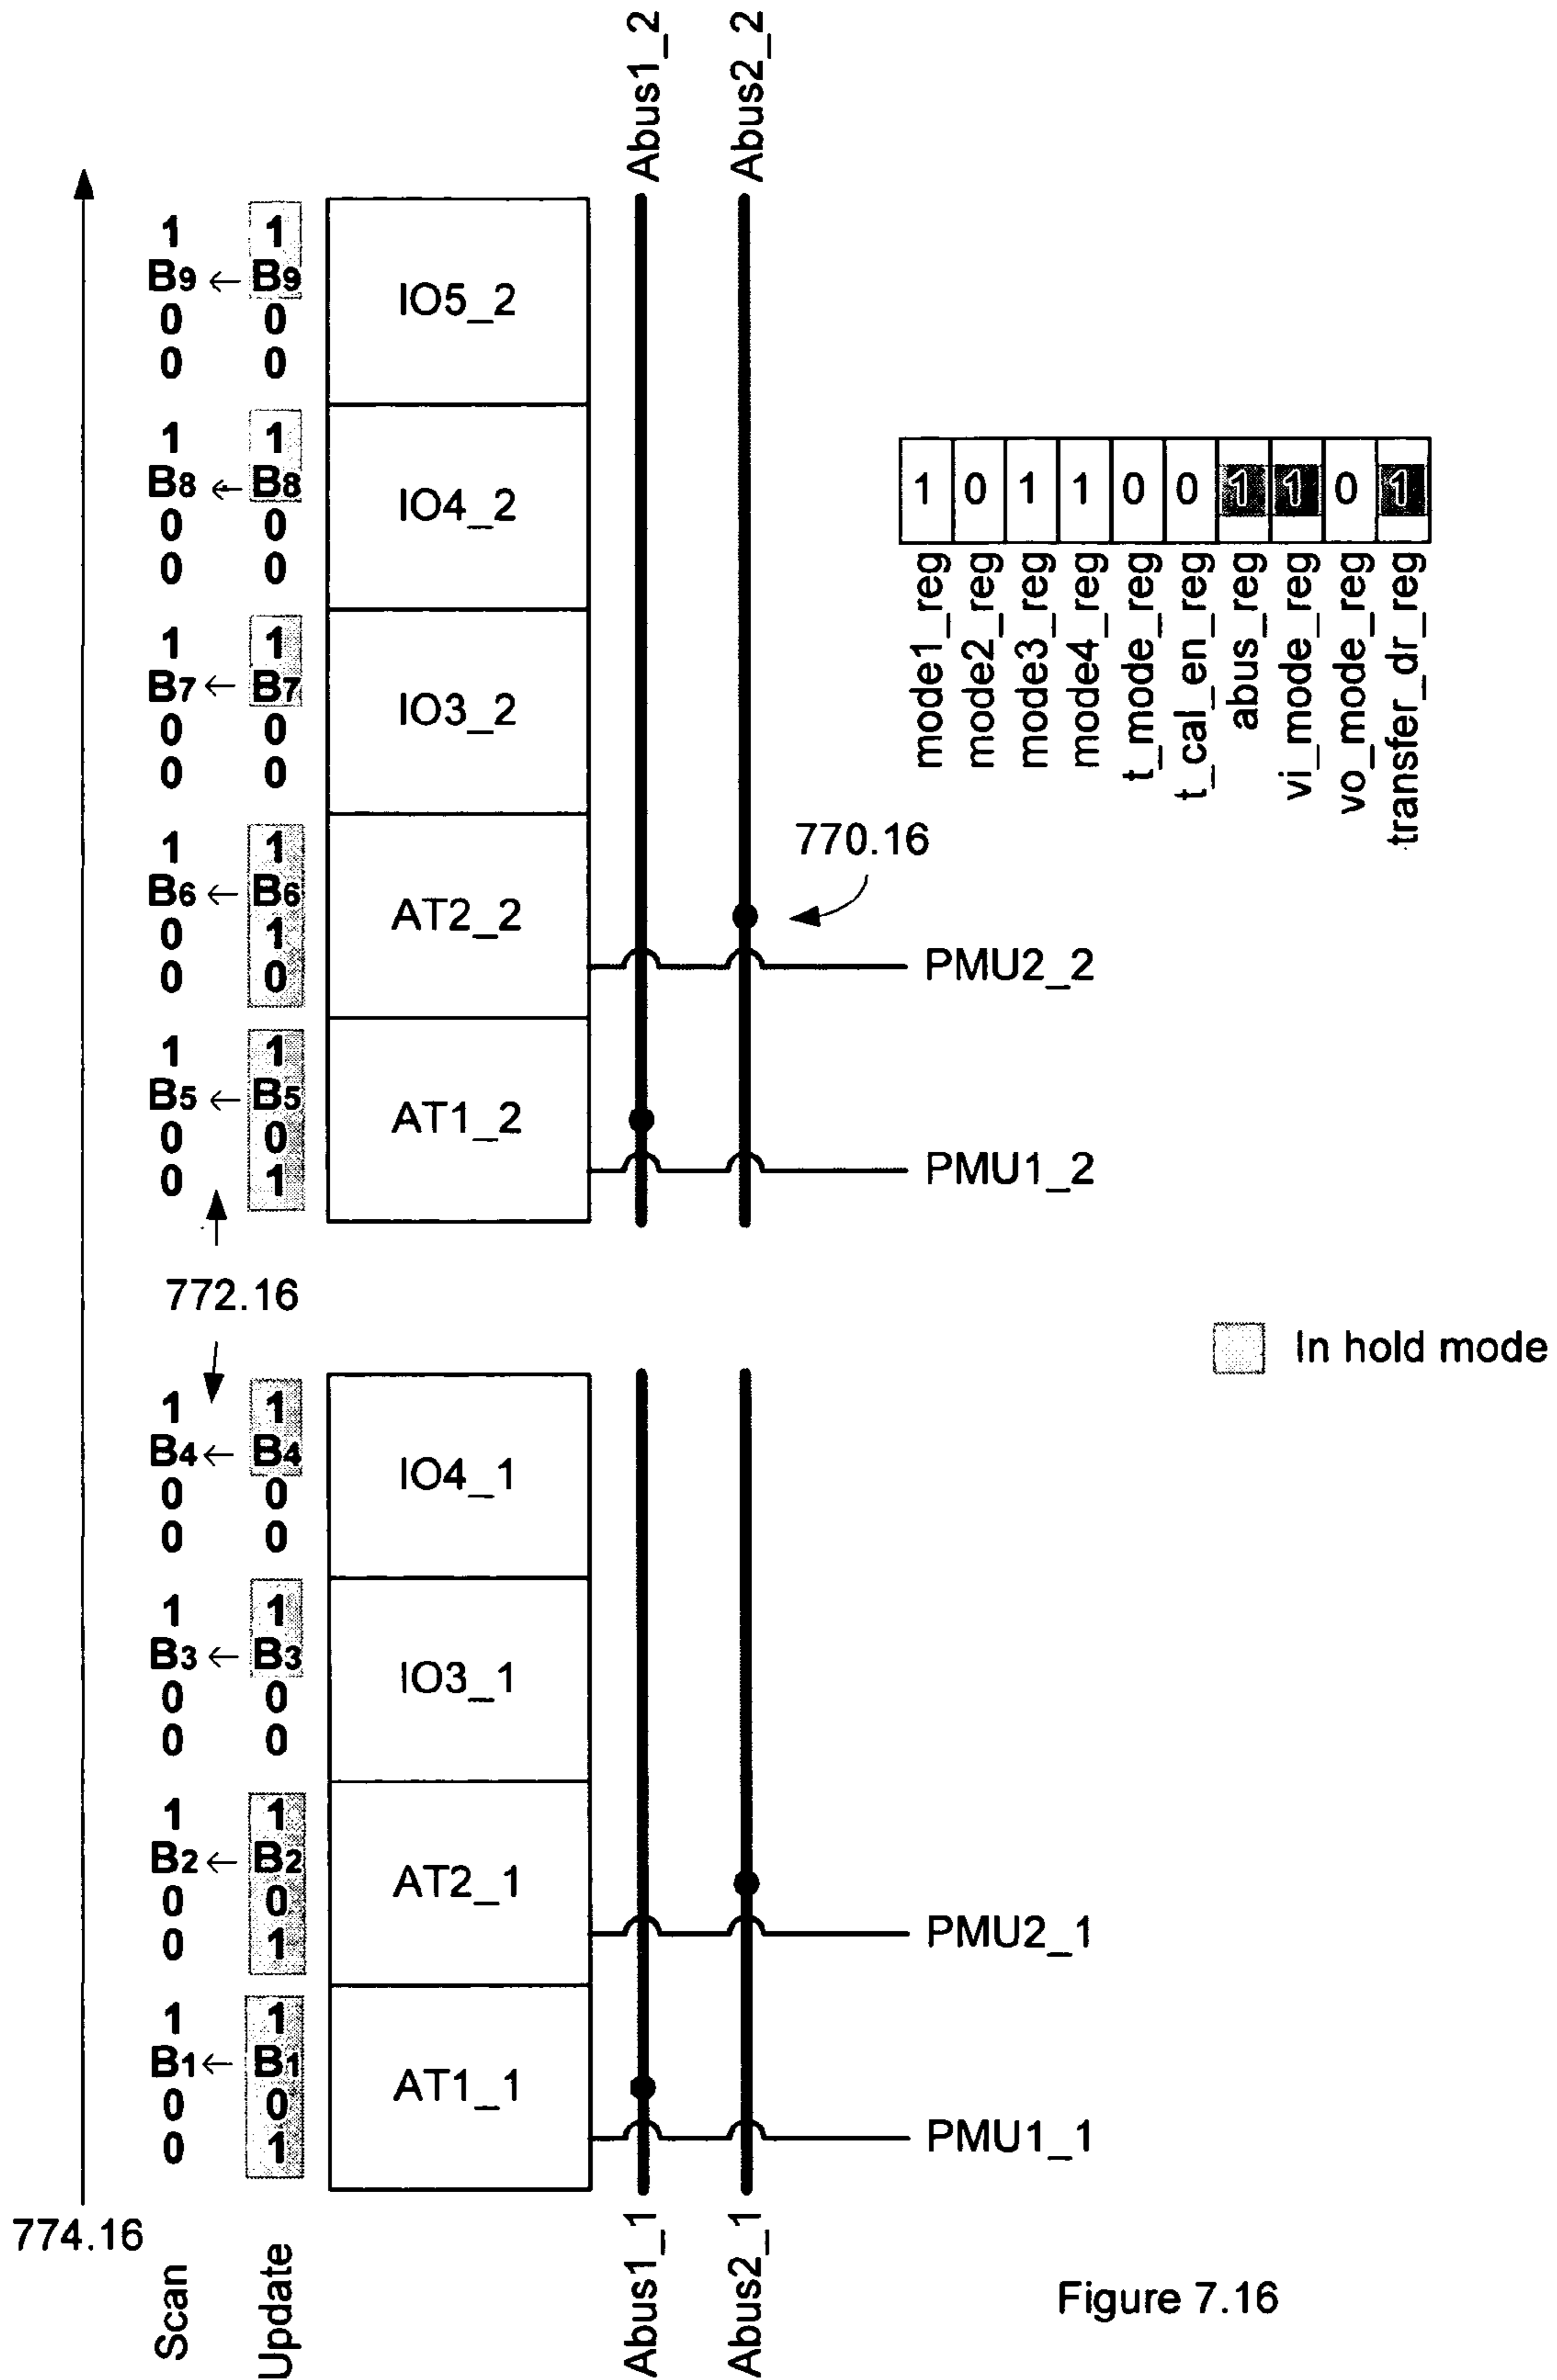 Abus1_2
Abus2_2
1 1
B9 ← B9
0 0
0 0
IO5_2
1 1
B8 ← B8
0 0
0 0
IO4_2
1 0 1 1 0 0 1 1 0 1
mode1_reg
mode2_reg
mode3_reg
mode4_reg
t_mode_reg
t_cal_en_reg
abus_reg
vi_mode_reg
vo_mode_reg
transfer_dr_reg
1 1
B7 ← B7
0 0
0 0
IO3_2
770.16
1 1
B6 ← B6
0 1
0 0
AT2_2
PMU2_2
1 1
B5 ← B5
0 0
0 1
AT1_2
PMU1_2
772.16
In hold mode
1 1
B4 ← B4
0 0
0 0
IO4_1
1 1
B3 ← B3
0 0
0 0
IO3_1
1 1
B2 ← B2
0 0
0 1
AT2_1
PMU2_1
1 1
B1 ← B1
0 0
0 1
AT1_1
PMU1_1
774.16
Scan
Update
Abus1_1
Abus2_1
Figure 7.16